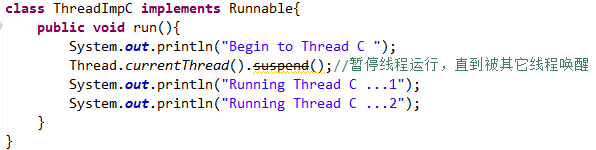 class ThreadImpC implements Runnable{
public void run(){
System.out.println("Begin to Thread C ");
Thread.currentThread().suspend();//暂停线程运行，直到被其它线程唤醒
System.out.println("Running Thread C ...1");
System.out.println("Running Thread C ...2");
}
}